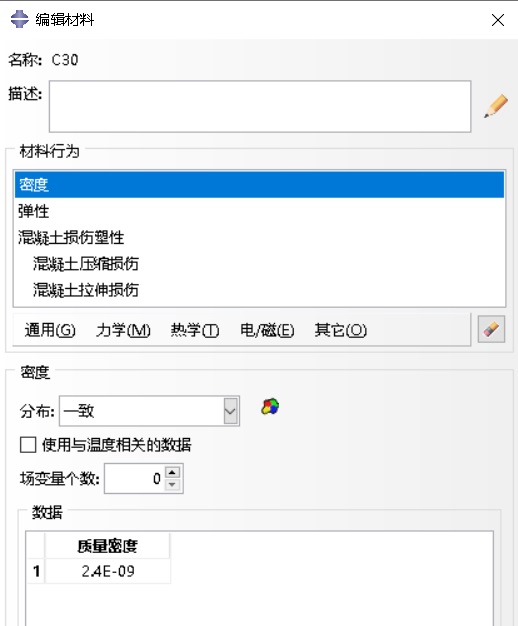 编辑材料
名称: C30
描述:
材料行为
密度
弹性
混凝土损伤塑性
混凝土压缩损伤
混凝土拉伸损伤
通用(G) 力学(M) 热学(T) 电/磁(E) 其它(O)
密度
分布: 一致
使用与温度相关的数据
场变量个数: 0
数据
质量密度
1 2.4E-09